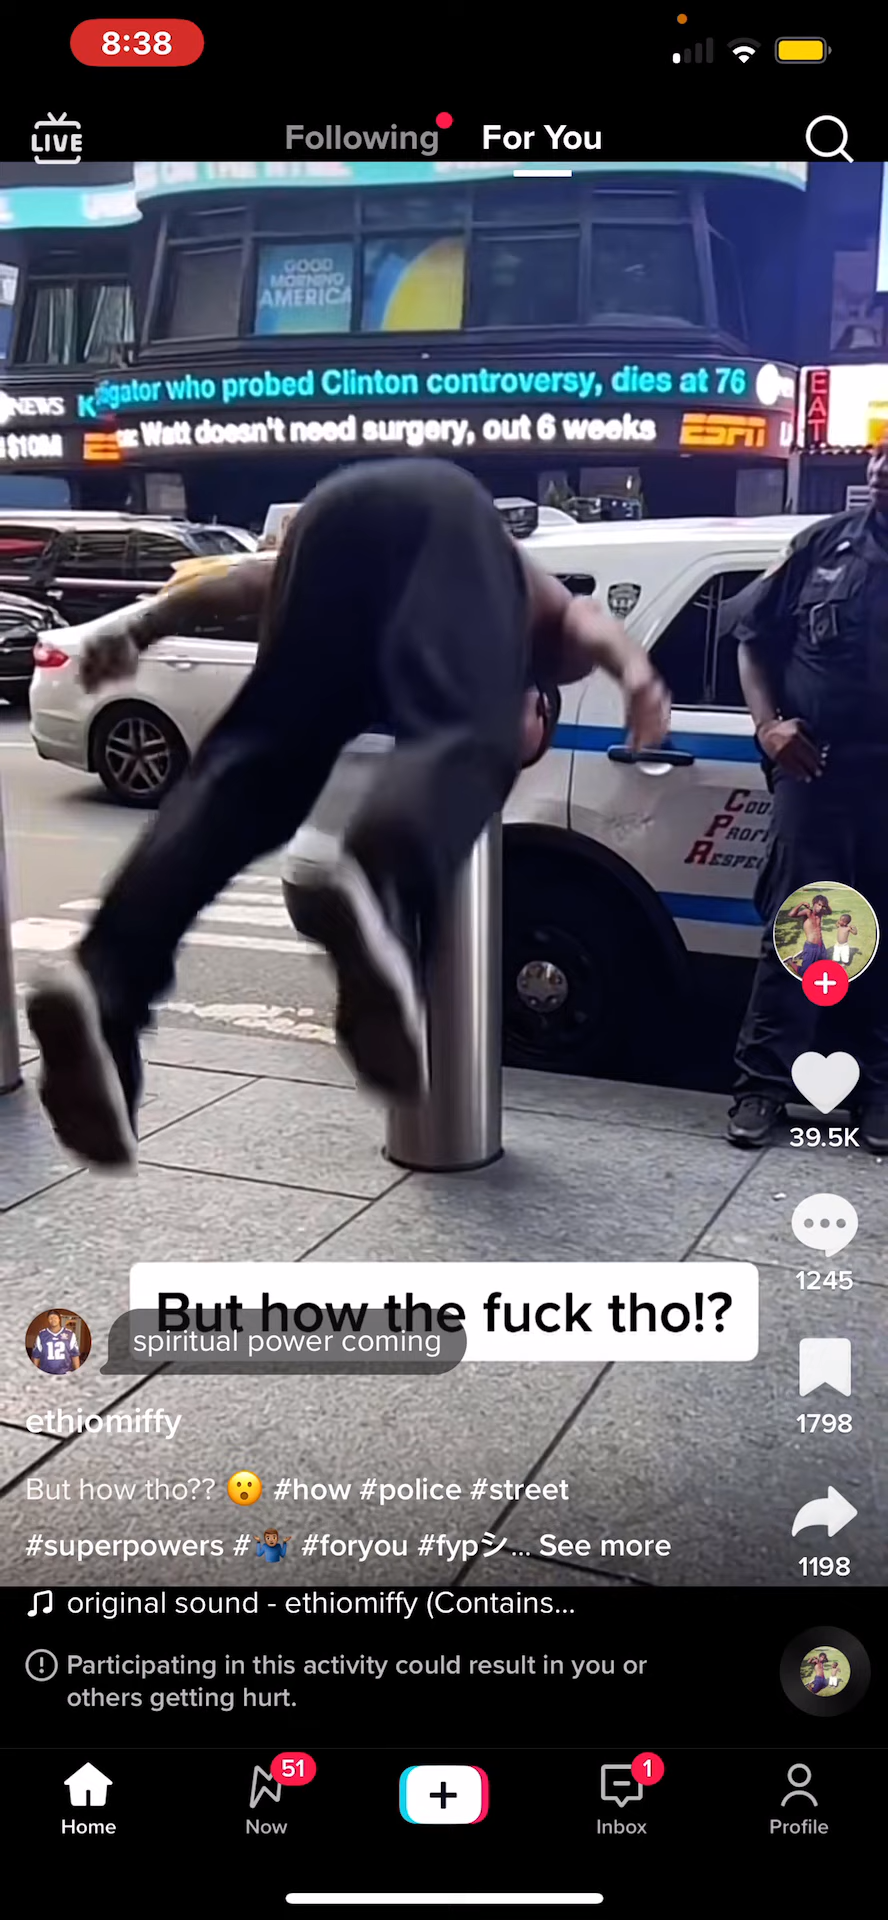 8:38
LIVE
Following
For You
GOOD
MORNING
AMERICA
NEWS
gator who probed Clinton controversy, dies at 76
$10M
Watt doesn't need surgery, out 6 weeks
ESPN
EAT
COU
PROF
RESPE
39.5K
1245
But how the fuck tho!?
12
spiritual power coming
1798
ethiomiffy
But how tho?? 😮 #how #police #street
#superpowers #🤷🏾‍♂️ #foryou #fypシ... See more
1198
original sound - ethiomiffy (Contains...
Participating in this activity could result in you or
others getting hurt.
51
1
Home
Now
Inbox
Profile